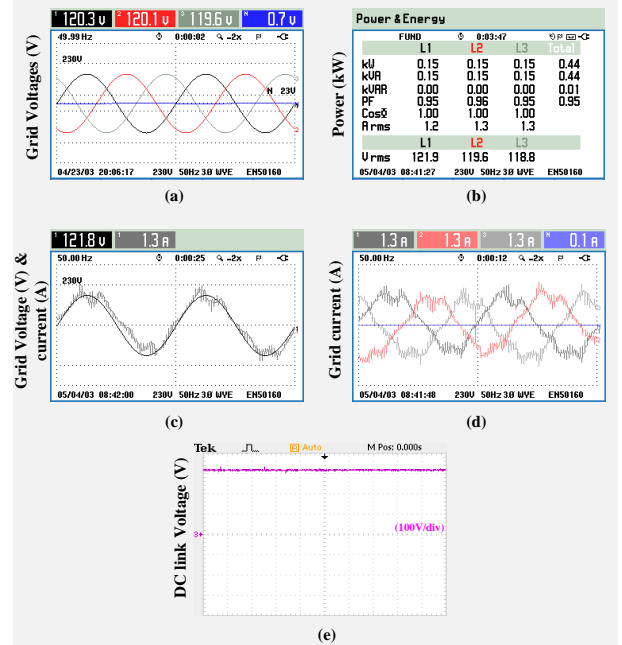 120.3 V 120.1 V 119.6 V 0.7 V
49.99 Hz 0:00:02 -2x
230V
N 23V
04/23/03 20:06:17 230V 50Hz 3Ø WYE EN50160
Grid Voltages (V)
(a)
Power & Energy
FUND 0:03:47
L1 L2 L3 Total
kW 0.15 0.15 0.15 0.44
kVA 0.15 0.15 0.15 0.44
kVAR 0.00 0.00 0.00 0.01
PF 0.95 0.96 0.95 0.95
CosΦ 1.00 1.00 1.00
A rms 1.2 1.3 1.3
L1 L2 L3
V rms 121.9 119.6 118.8
05/04/03 08:41:27 230V 50Hz 3Ø WYE EN50160
Power (kW)
(b)
1 121.8 V 1 1.3 A
50.00 Hz 0:00:25 -2x
230V
05/04/03 08:42:00 230V 50Hz 3Ø WYE EN50160
Grid Voltage (V) &
current (A)
(c)
1 1.3 A 2 1.3 A 3 1.3 A N 0.1 A
50.00 Hz 0:00:12 -2x
05/04/03 08:41:48 230V 50Hz 3Ø WYE EN50160
Grid current (A)
(d)
Tek Auto M Pos: 0.000s
(100V/div)
3
DC link Voltage (V)
(e)